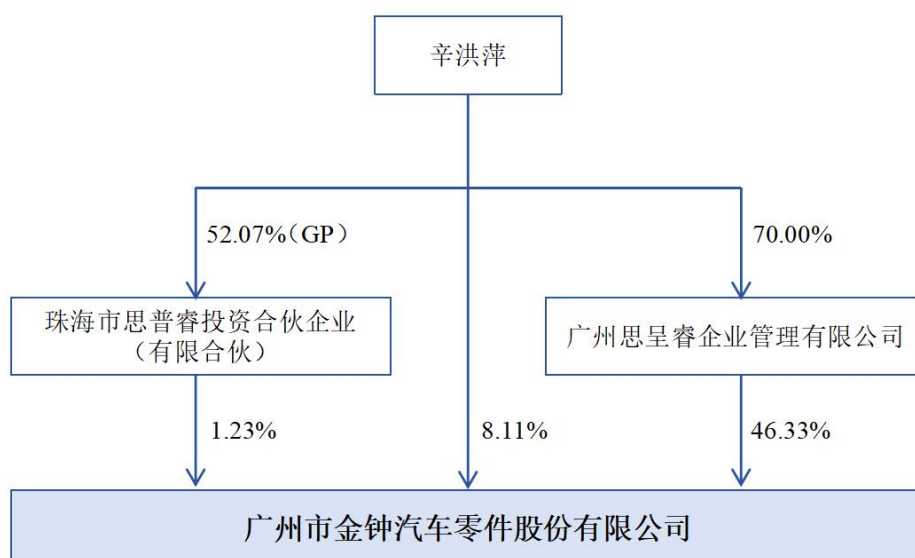 辛洪萍
52.07%（GP）
70.00%
珠海市思普睿投资合伙企业
（有限合伙）
广州思呈睿企业管理有限公司
1.23%
8.11%
46.33%
广州市金钟汽车零件股份有限公司